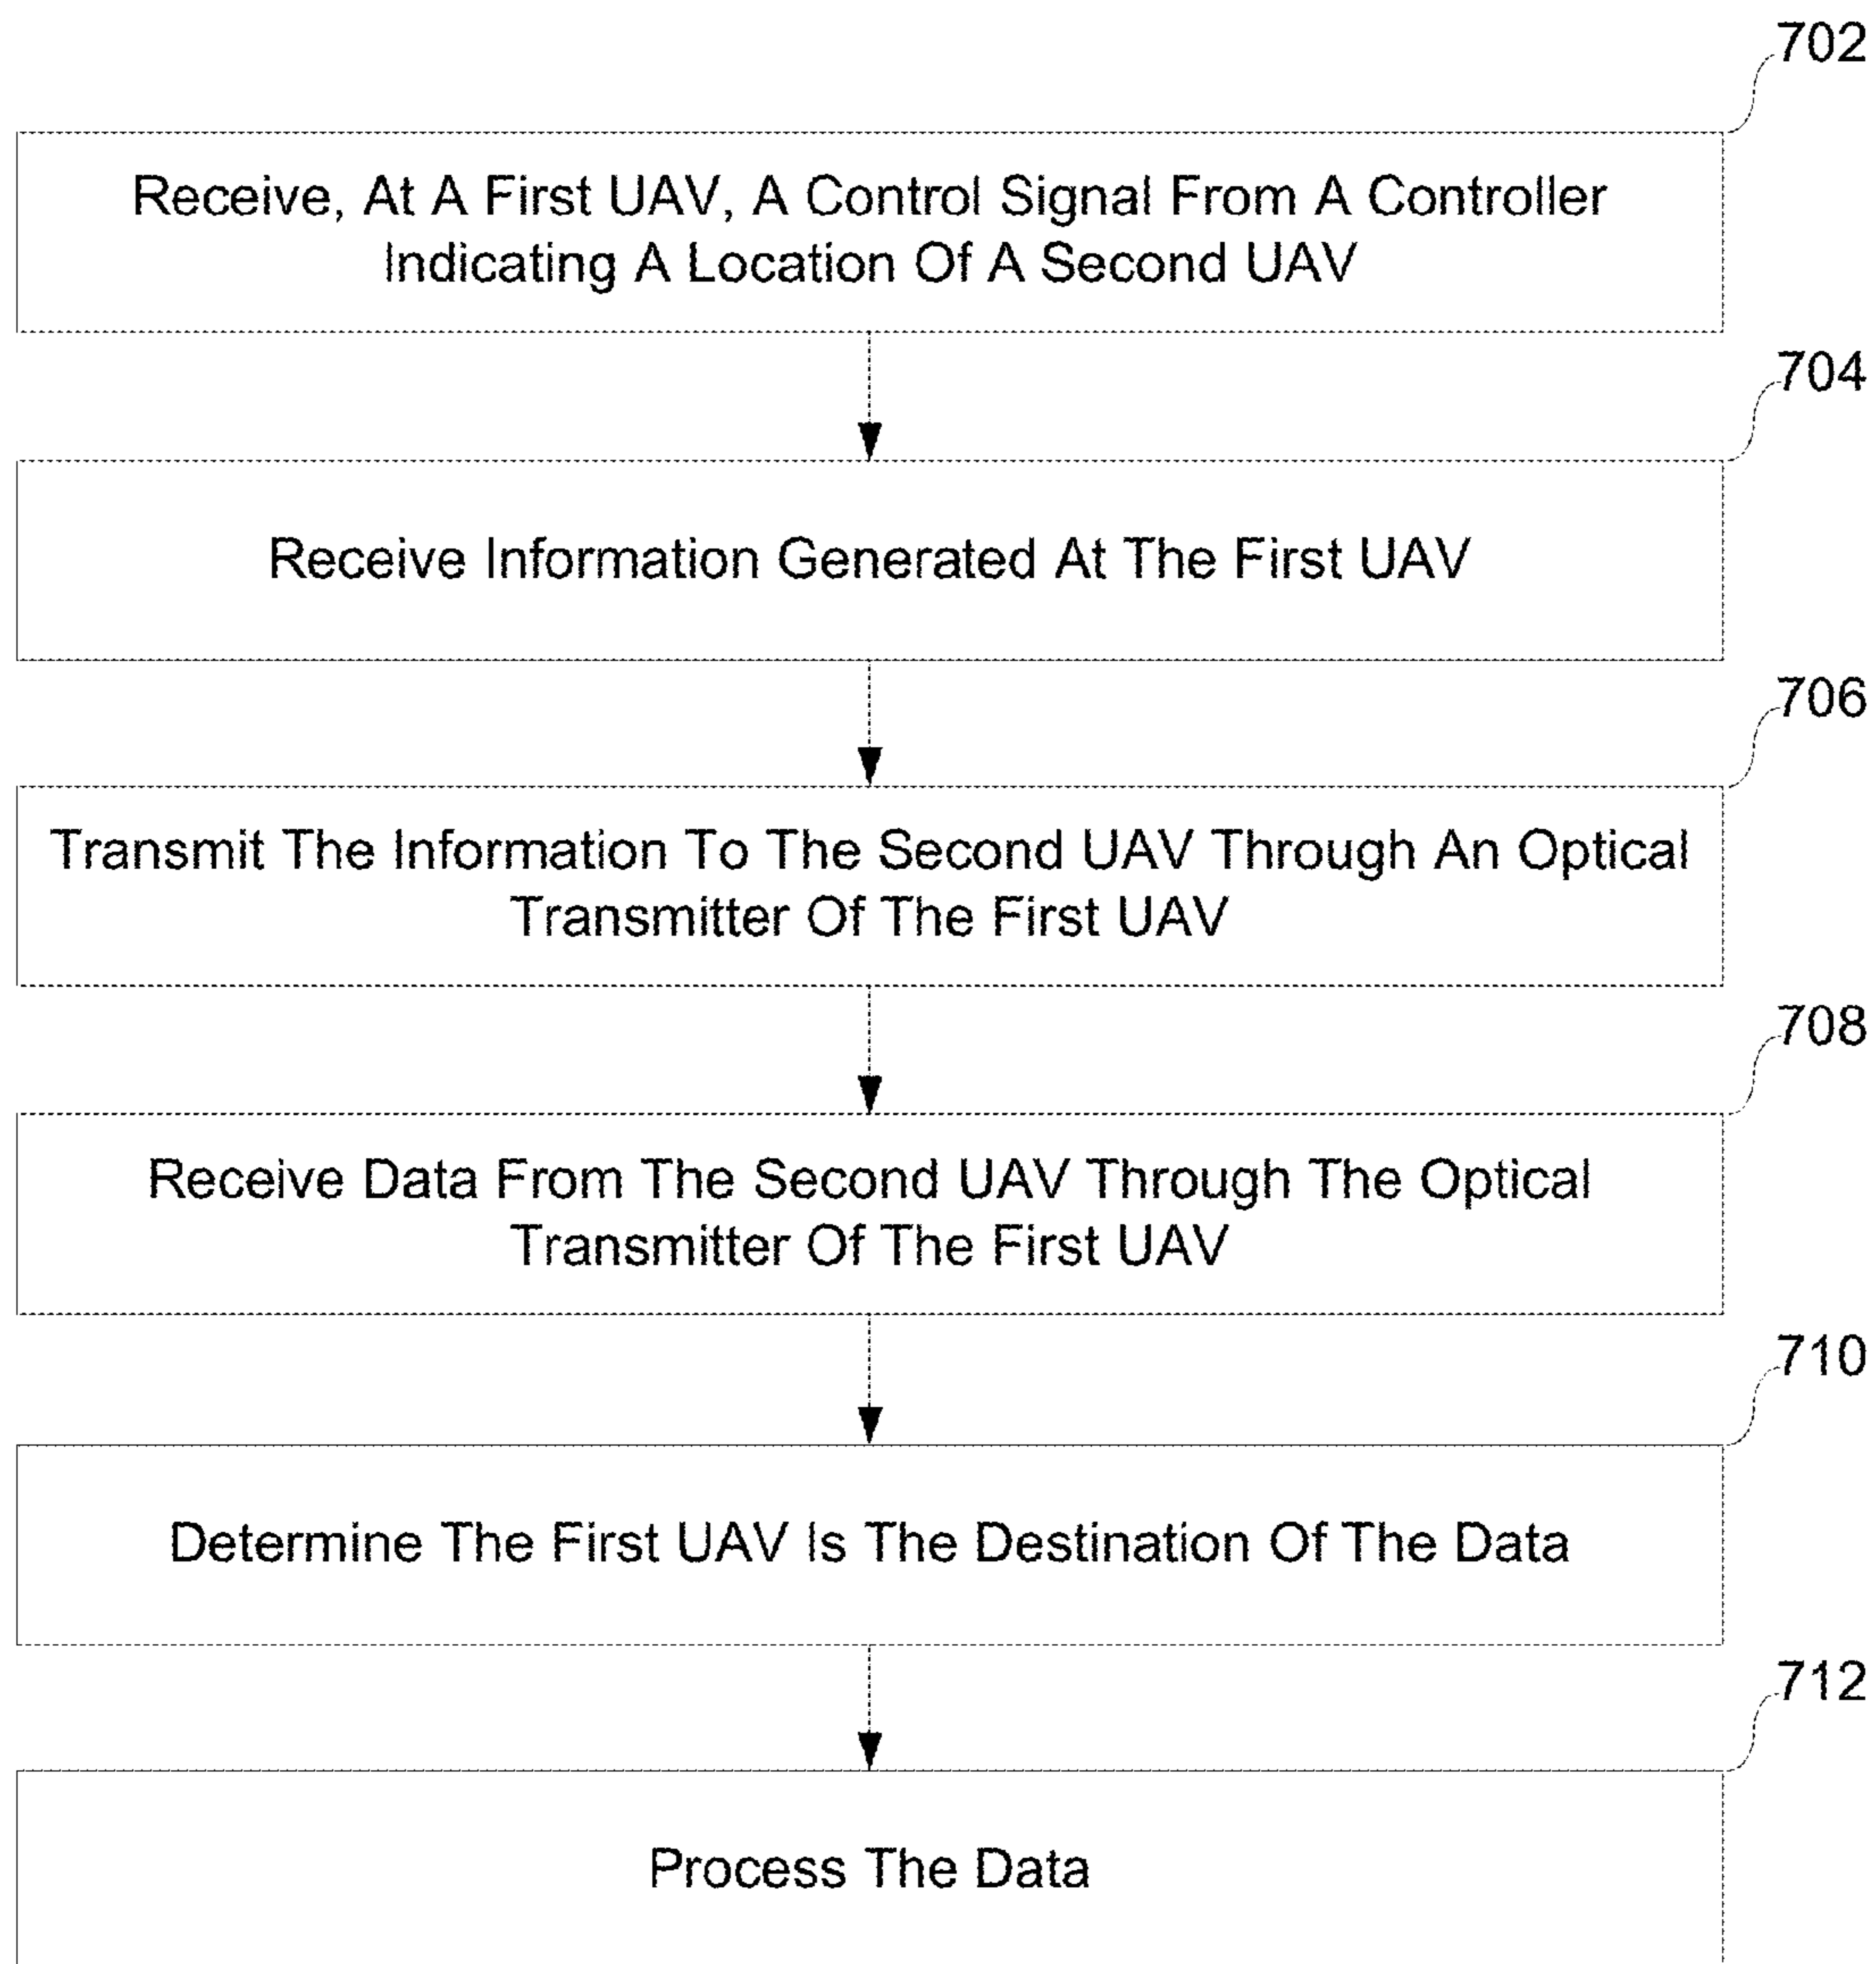 702
Receive, At A First UAV, A Control Signal From A Controller
Indicating A Location Of A Second UAV
704
Receive Information Generated At The First UAV
706
Transmit The Information To The Second UAV Through An Optical
Transmitter Of The First UAV
708
Receive Data From The Second UAV Through The Optical
Transmitter Of The First UAV
710
Determine The First UAV Is The Destination Of The Data
712
Process The Data